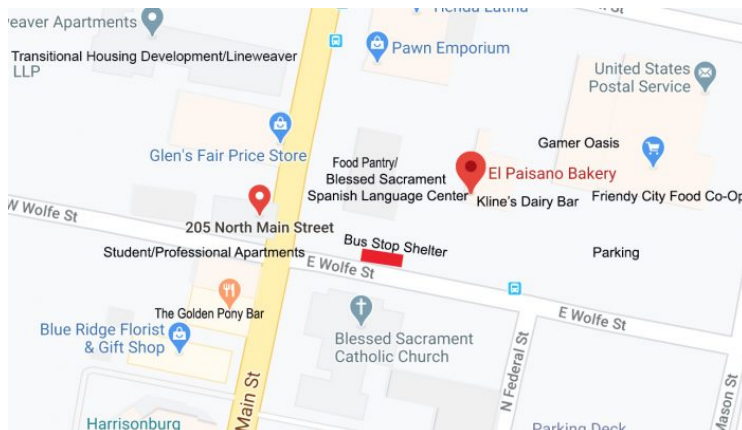 eaver Apartments
Tienda Latina
Transitional Housing Development/Lineweaver
LLP
Pawn Emporium
United States
Postal Service
Glen's Fair Price Store
Food Pantry/
Blessed Sacrament
Spanish Language Center
Gamer Oasis
El Paisano Bakery
Kline's Dairy Bar
Friendy City Food Co-Op
W Wolfe St
205 North Main Street
Student/Professional Apartments
Bus Stop Shelter
Parking
E Wolfe St
The Golden Pony Bar
Blue Ridge Florist
& Gift Shop
Blessed Sacrament
Catholic Church
E Wolfe St
N Federal St
Main St
Mason St
Harrisonburg
Parking Deck